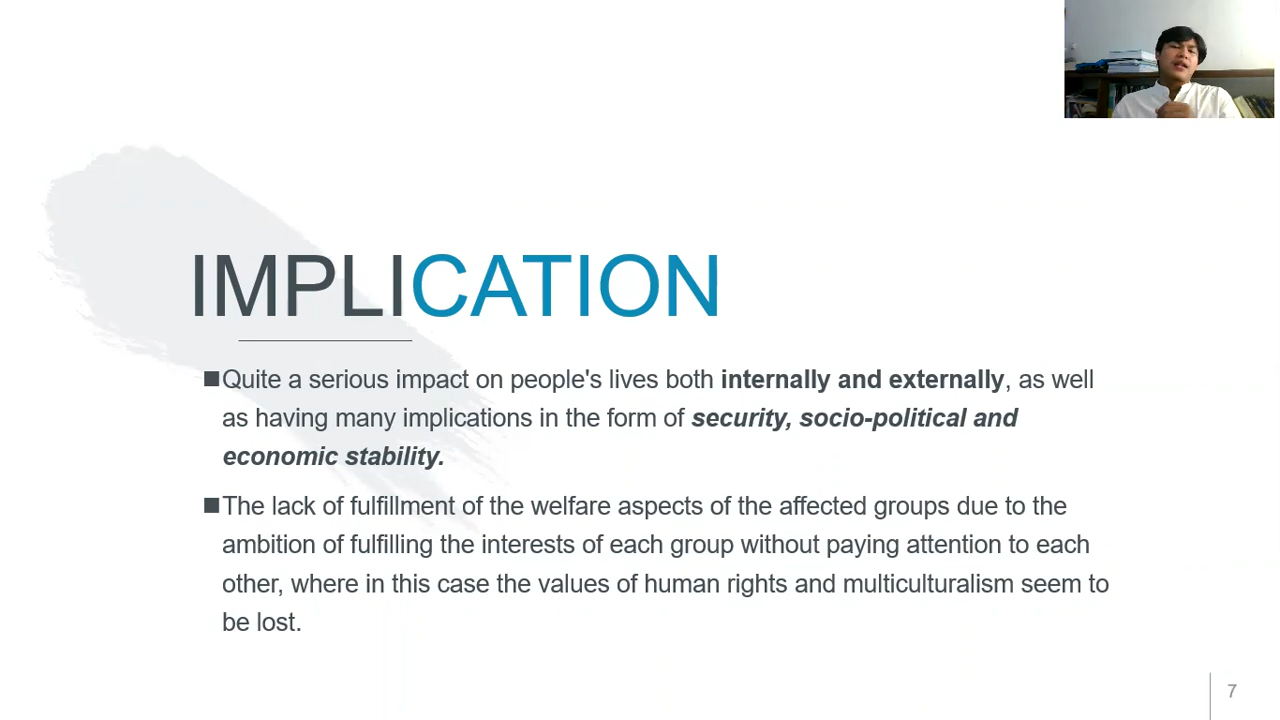 IMPLICATION
■Quite a serious impact on people's lives both internally and externally, as well
as having many implications in the form of security, socio-political and
economic stability.
■The lack of fulfillment of the welfare aspects of the affected groups due to the
ambition of fulfilling the interests of each group without paying attention to each
other, where in this case the values of human rights and multiculturalism seem to
be lost.
7